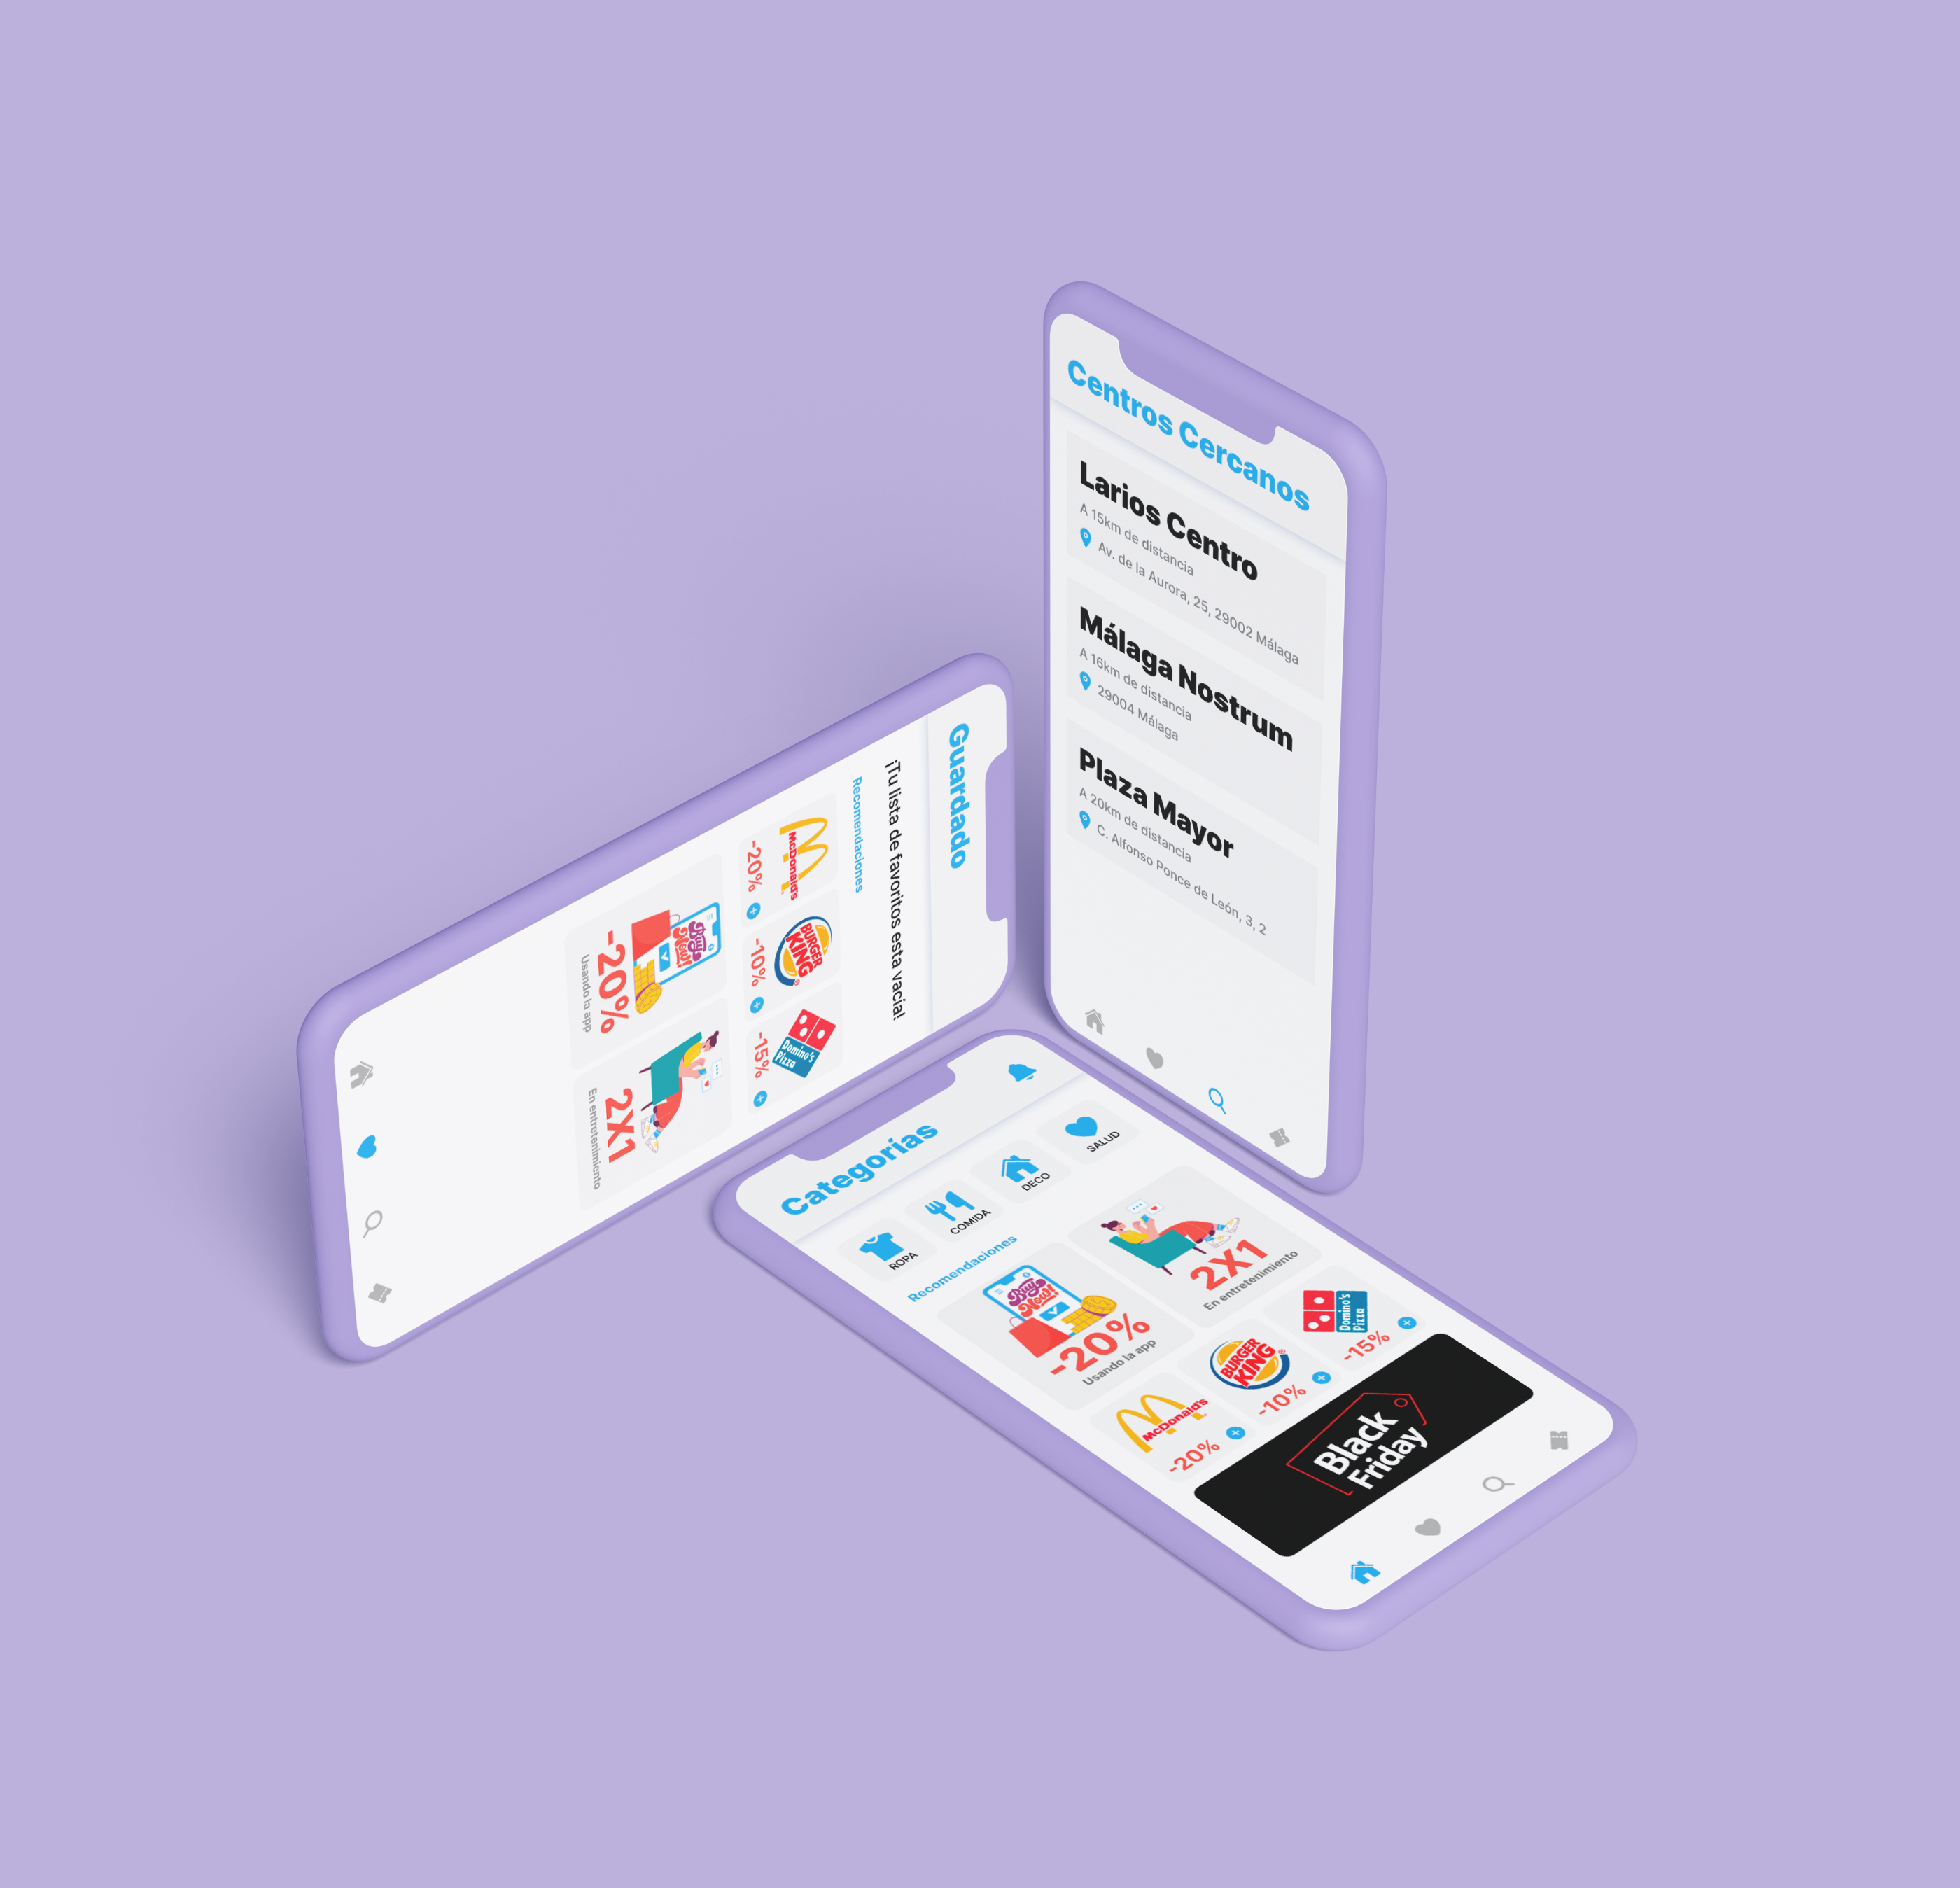 Centros Cercanos
Larios Centro
A 15km de distancia
Av. de la Aurora, 25, 29002 Málaga
Málaga Nostrum
A 16km de distancia
29004 Málaga
Plaza Mayor
A 20km de distancia
C. Alfonso Ponce de León, 3, 2
Guardado
¡Tu lista de favoritos esta vacia!
Recomendaciones
McDonald's
-20%
BURGER
KING
-10%
Domino's
Pizza
-15%
Buy
Now!
-20%
Usando la app
2X1
En entretenimiento
Categorías
ROPA
COMIDA
DECO
SALUD
Recomendaciones
Buy
Now!
-20%
Usando la app
2X1
En entretenimiento
McDonald's
-20%
BURGER
KING
-10%
Domino's
Pizza
-15%
Black
Friday